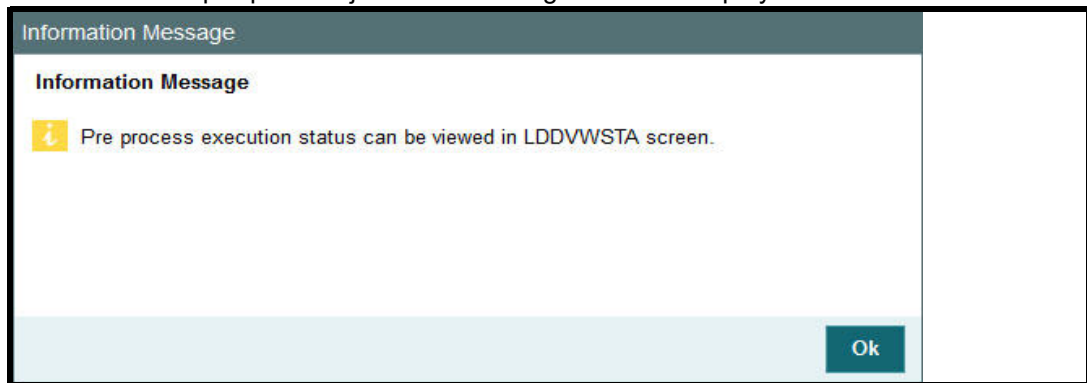 Information Message
Information Message
Pre process execution status can be viewed in LDDVWSTA screen.
Ok